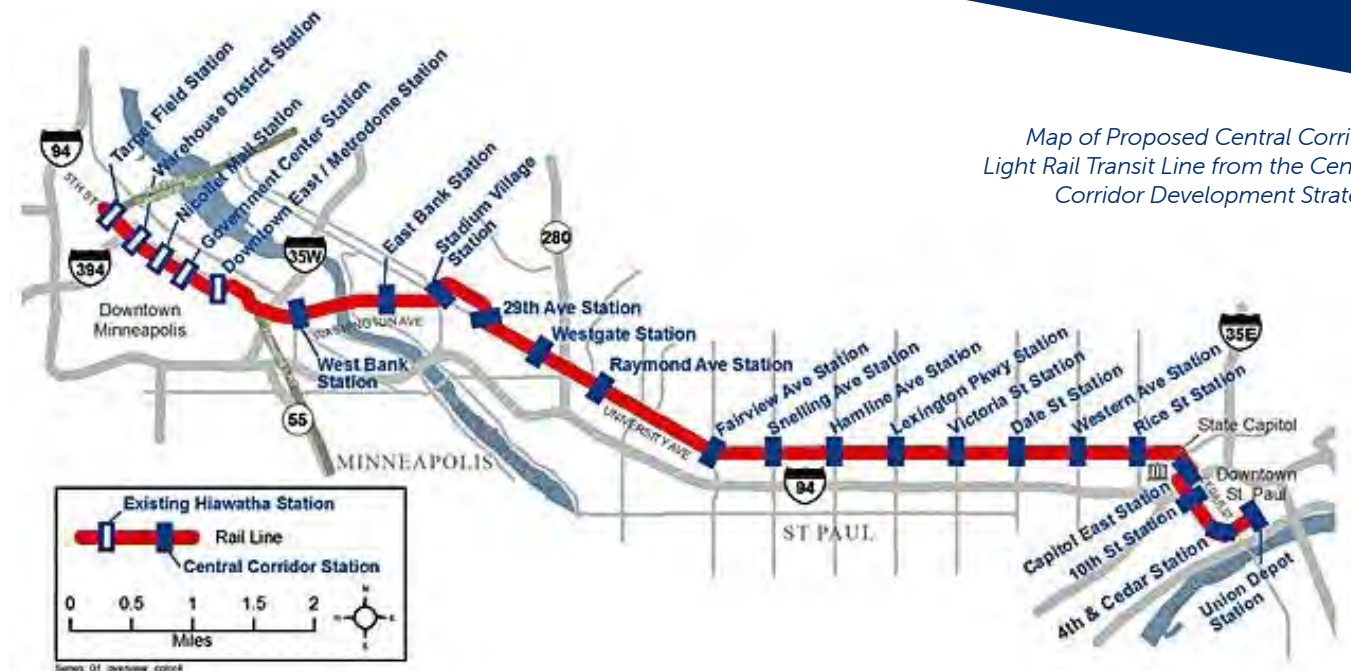 Map of Proposed Central Corri
Light Rail Transit Line from the Cen
Corridor Development Strate
94
5TH ST
Target Field Station
Warehouse District Station
Nicollet Mall Station
Government Center Station
Downtown East / Metrodome Station
394
35W
Downtown
Minneapolis
East Bank Station
Stadium Village
Station
280
WASHINGTON AVE
West Bank
Station
55
29th Ave Station
Westgate Station
Raymond Ave Station
UNIVERSITY AVE
MINNEAPOLIS
Fairview Ave Station
Snelling Ave Station
Hamline Ave Station
Lexington Pkwy Station
Victoria St Station
Dale St Station
Western Ave Station
Rice St Station
35E
State Capitol
94
ST PAUL
Downtown
St. Paul
Capitol East Station
10th St Station
4th & Cedar Station
Union Depot
Station
Existing Hiawatha Station
Rail Line
Central Corridor Station
0 0.5 1 1.5 2
Miles
N
E
S